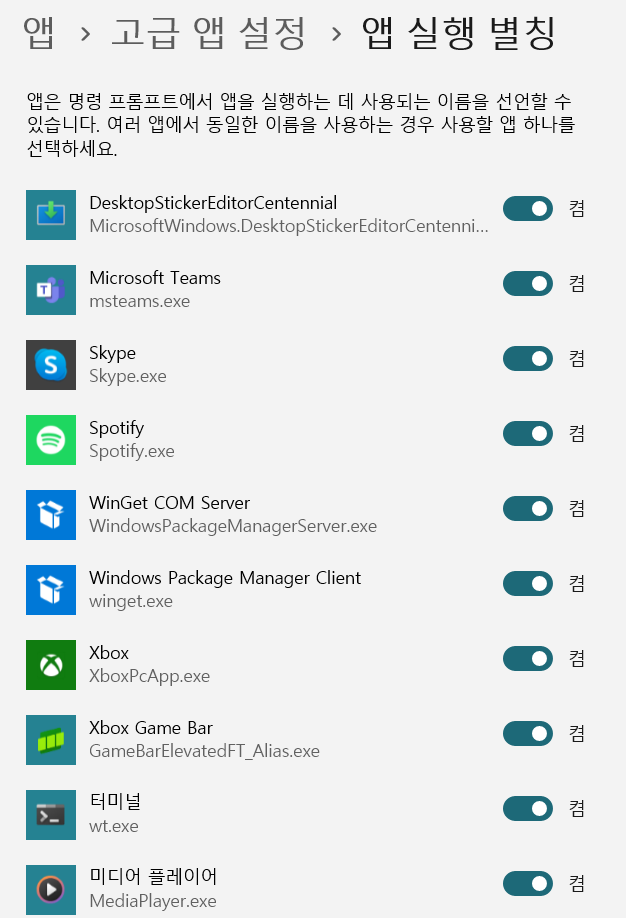 앱 > 고급 앱 설정 > 앱 실행 별칭
앱은 명령 프롬프트에서 앱을 실행하는 데 사용되는 이름을 선언할 수
있습니다. 여러 앱에서 동일한 이름을 사용하는 경우 사용할 앱 하나를
선택하세요.
DesktopStickerEditorCentennial
MicrosoftWindows.DesktopStickerEditorCentenni...
켬
Microsoft Teams
msteams.exe
켬
Skype
Skype.exe
켬
Spotify
Spotify.exe
켬
WinGet COM Server
WindowsPackageManagerServer.exe
켬
Windows Package Manager Client
winget.exe
켬
Xbox
XboxPcApp.exe
켬
Xbox Game Bar
GameBarElevatedFT_Alias.exe
켬
터미널
wt.exe
켬
미디어 플레이어
MediaPlayer.exe
켬